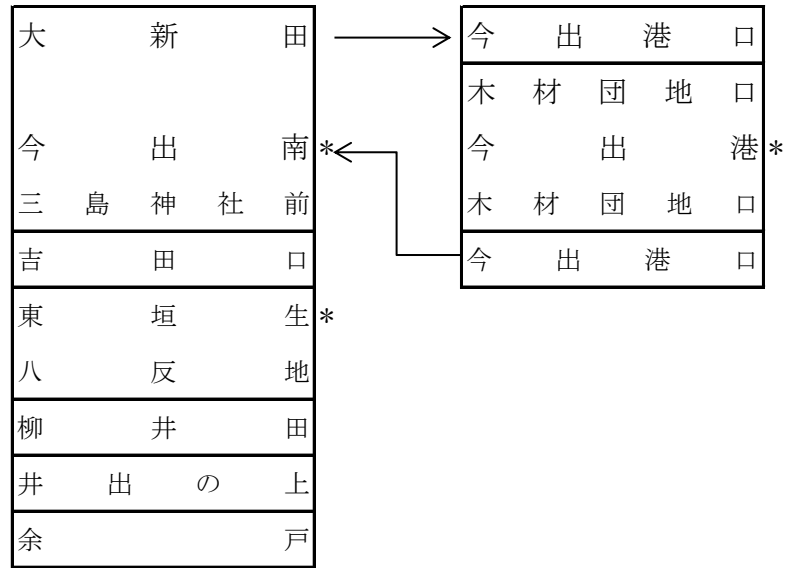 大新田
今出南*
三島神社前
吉田口
東垣生*
八反地
柳井田
井出の上
余戸
今出港口
木材団地口
今出港*
木材団地口
今出港口